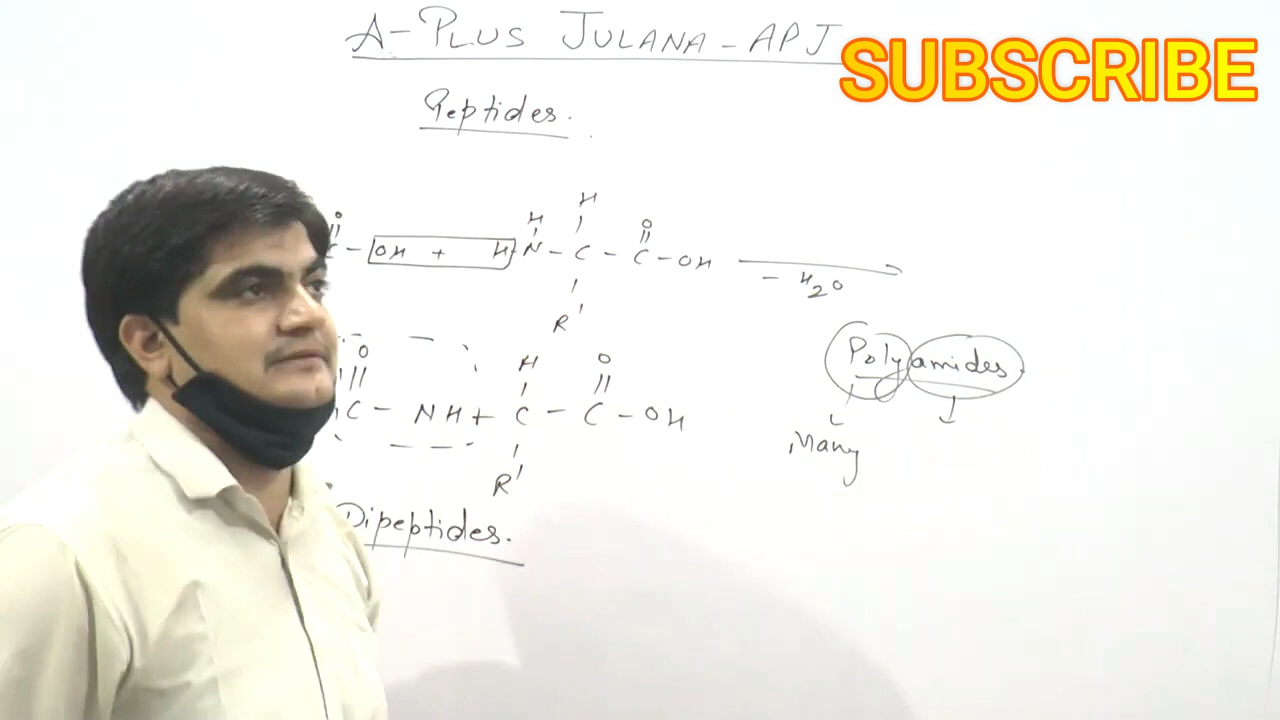 A-PLUS JULANA-APJ
SUBSCRIBE
Peptides.
O H H O
C - OH + H-N - C - C - OH
- H2O
R'
Polyamides
O H O
C - NH + C - C - OH
Many
R'
Dipeptides.